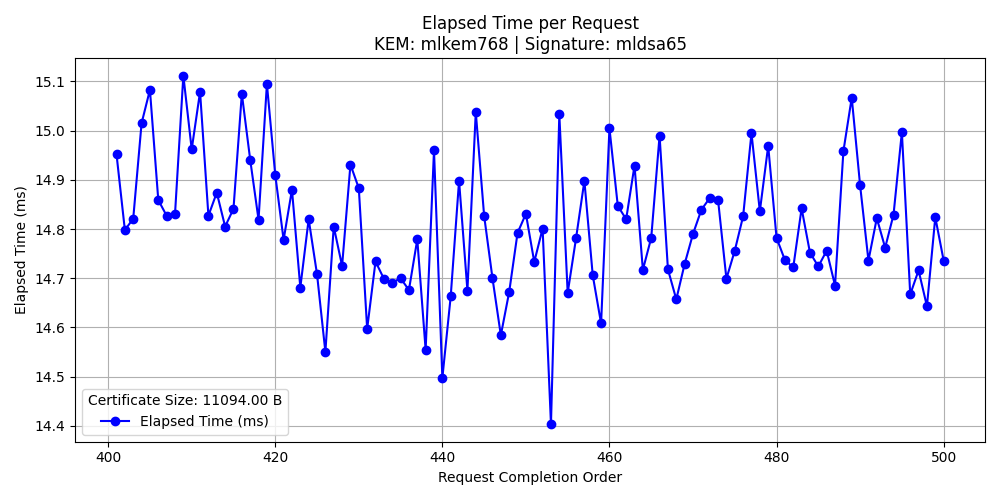 Elapsed Time per Request
KEM: mlkem768 | Signature: mldsa65
Elapsed Time (ms)
15.1
15.0
14.9
14.8
14.7
14.6
14.5
14.4
Certificate Size: 11094.00 B
Elapsed Time (ms)
400
420
440
460
480
500
Request Completion Order